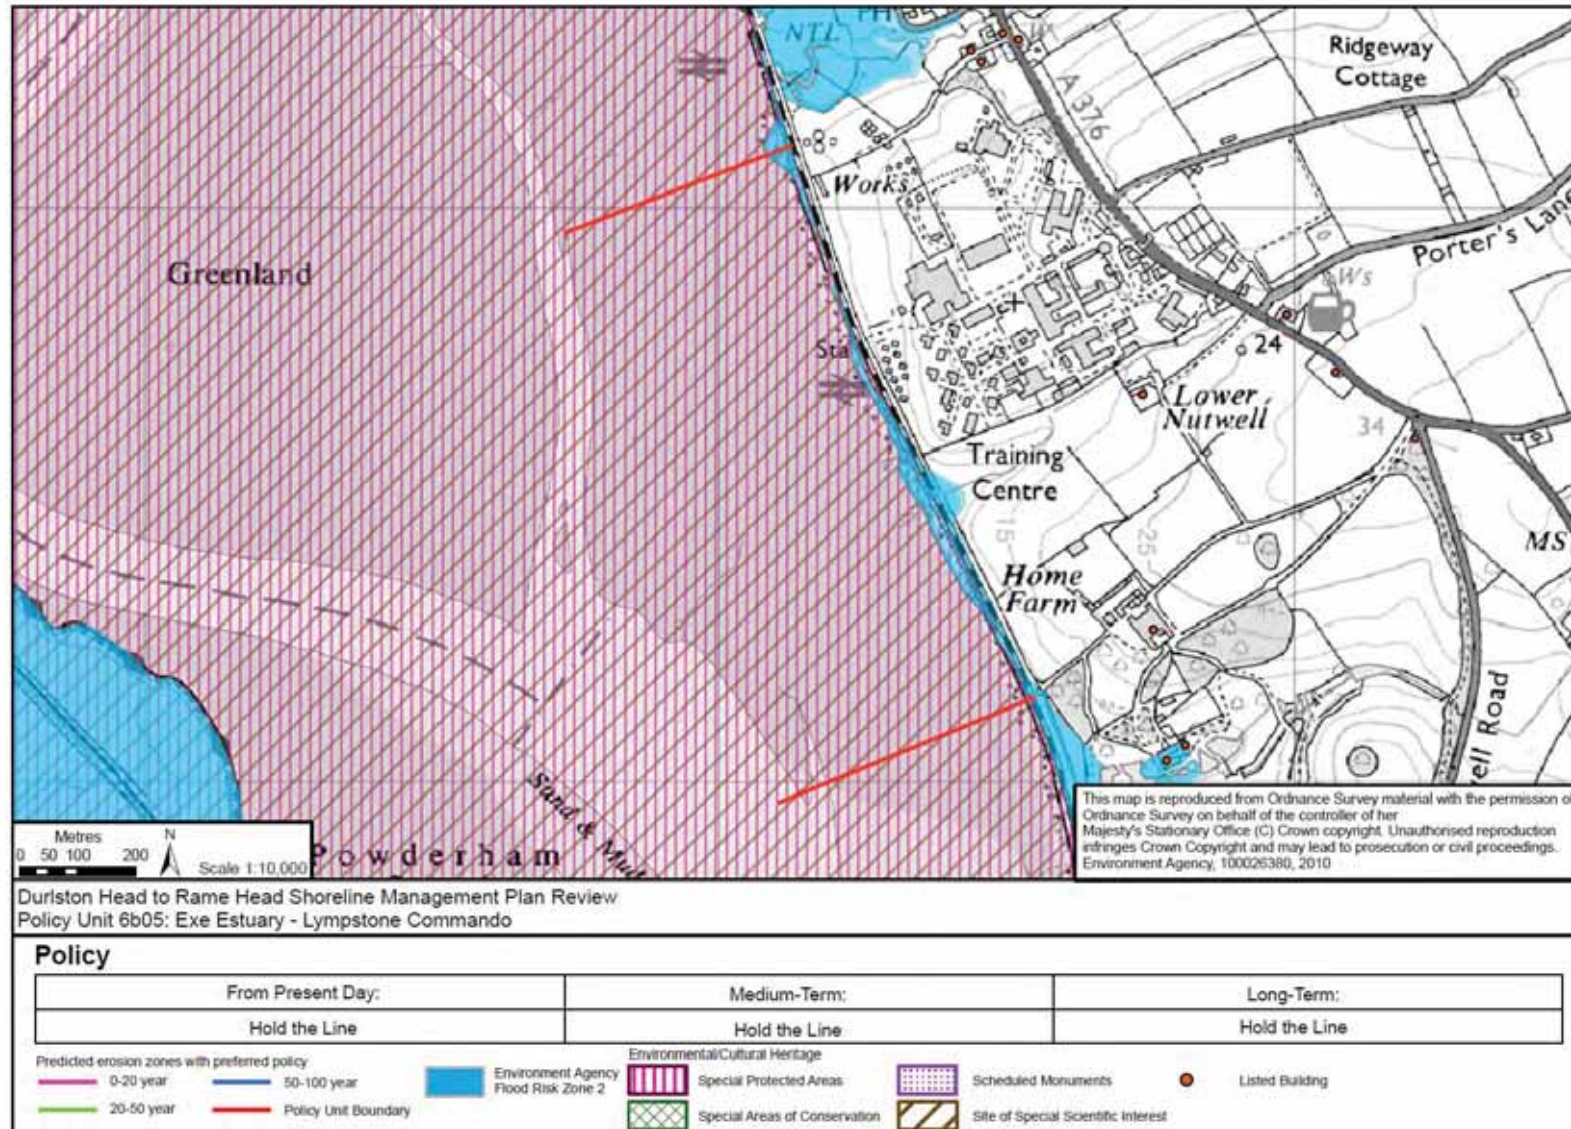 NTL
PH
A 376
Ridgeway
Cottage
Works
Porter's Lane
Greenland
Ws
Sta
24
Lower
Nutwell
34
Training
Centre
15
25
MS
Home
Farm
Sand & Mud
Powderham
ell Road
Metres
0 50 100 200
N
Scale 1:10,000
This map is reproduced from Ordnance Survey material with the permission of
Ordnance Survey on behalf of the controller of her
Majesty's Stationary Office (C) Crown copyright. Unauthorised reproduction
infringes Crown Copyright and may lead to prosecution or civil proceedings.
Environment Agency, 100026380, 2010
Durlston Head to Rame Head Shoreline Management Plan Review
Policy Unit 6b05: Exe Estuary - Lympstone Commando
Policy
From Present Day: Medium-Term: Long-Term:
Hold the Line Hold the Line Hold the Line
Predicted erosion zones with preferred policy
0-20 year 50-100 year
20-50 year Policy Unit Boundary
Environment Agency
Flood Risk Zone 2
Environmental/Cultural Heritage
Special Protected Areas Scheduled Monuments Listed Building
Special Areas of Conservation Site of Special Scientific Interest